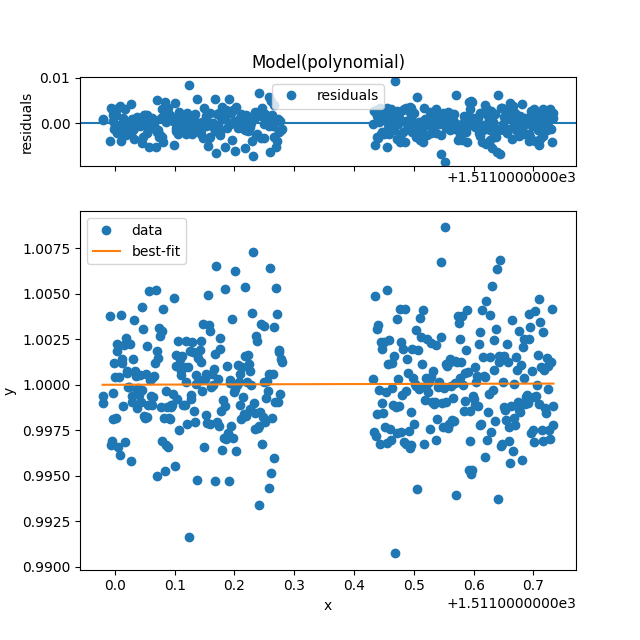 Model(polynomial)
0.01
0.00
residuals
residuals
+1.5110000000e3
data
best-fit
1.0075
1.0050
1.0025
1.0000
0.9975
0.9950
0.9925
0.9900
y
0.0 0.1 0.2 0.3 0.4 0.5 0.6 0.7
x
+1.5110000000e3